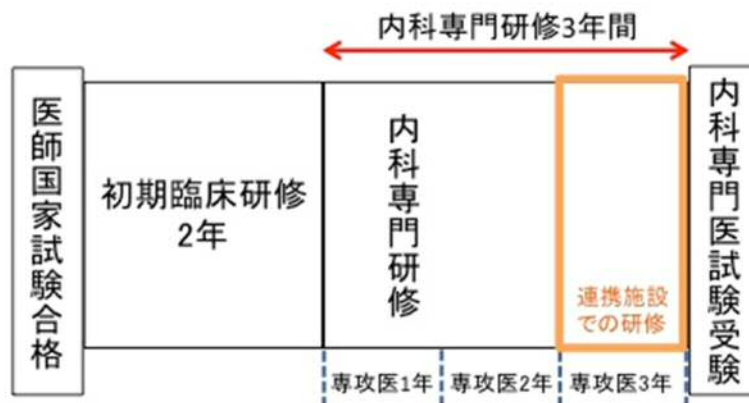 内科専門研修3年間
医師国家試験合格
初期臨床研修
2年
内科専門研修
連携施設
での研修
内科専門医試験受験
専攻医1年
専攻医2年
専攻医3年